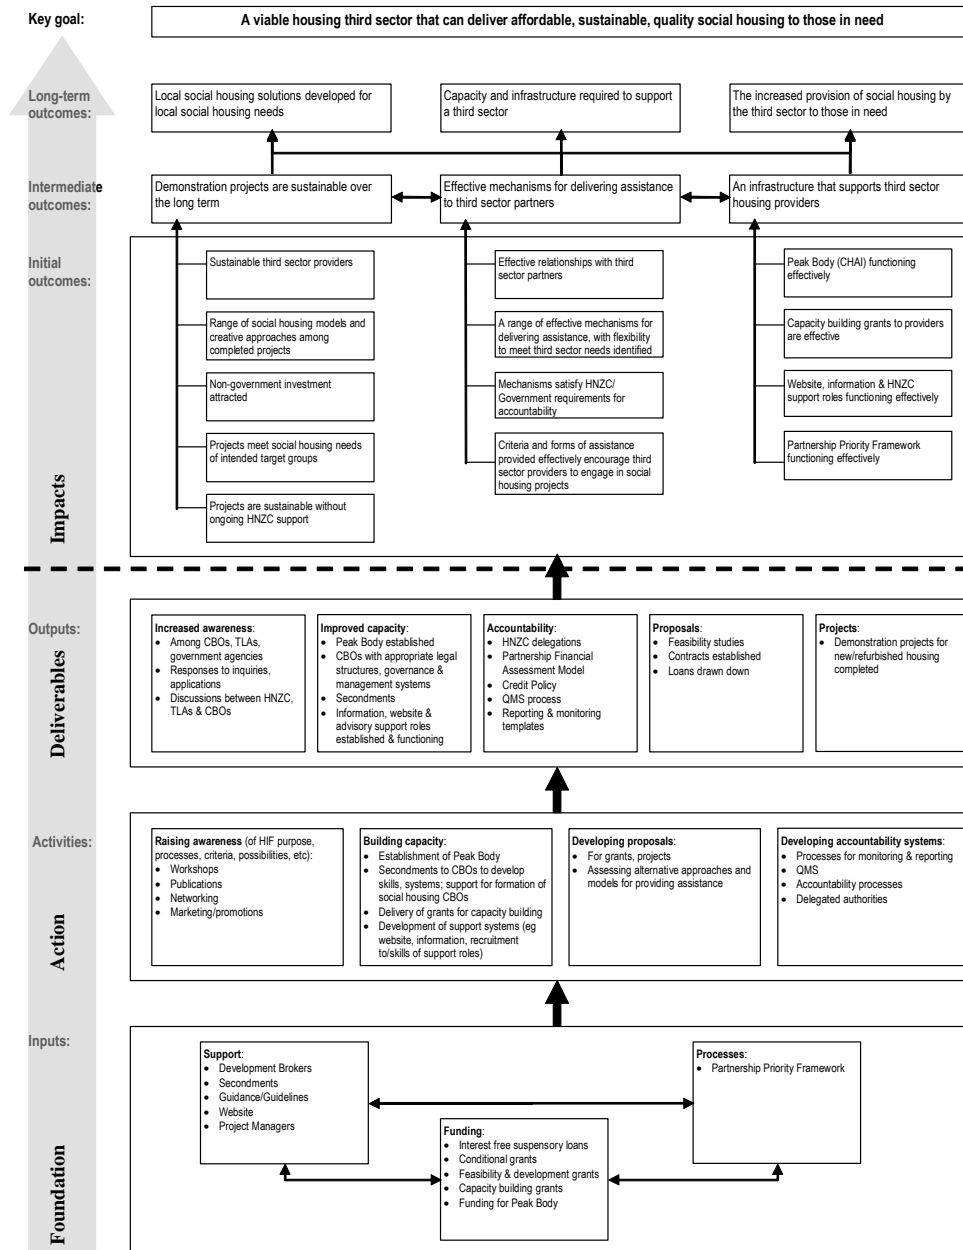 Key goal:
A viable housing third sector that can deliver affordable, sustainable, quality social housing to those in need
Long-term
outcomes:
Local social housing solutions developed for
local social housing needs
Capacity and infrastructure required to support
a third sector
The increased provision of social housing by
the third sector to those in need
Intermediate
outcomes:
Demonstration projects are sustainable over
the long term
Effective mechanisms for delivering assistance
to third sector partners
An infrastructure that supports third sector
housing providers
Initial
outcomes:
Sustainable third sector providers
Range of social housing models and
creative approaches among
completed projects
Non-government investment
attracted
Projects meet social housing needs
of intended target groups
Projects are sustainable without
ongoing HNZC support
Effective relationships with third
sector partners
A range of effective mechanisms for
delivering assistance, with flexibility
to meet third sector needs identified
Mechanisms satisfy HNZC/
Government requirements for
accountability
Criteria and forms of assistance
provided effectively encourage third
sector providers to engage in social
housing projects
Peak Body (CHAI) functioning
effectively
Capacity building grants to providers
are effective
Website, information & HNZC
support roles functioning effectively
Partnership Priority Framework
functioning effectively
Impacts
Outputs:
Deliverables
Increased awareness:
• Among CBOs, TLAs,
government agencies
• Responses to inquiries,
applications
• Discussions between HNZC,
TLAs & CBOs
Improved capacity:
• Peak Body established
• CBOs with appropriate legal
structures, governance &
management systems
• Secondments
• Information, website &
advisory support roles
established & functioning
Accountability:
• HNZC delegations
• Partnership Financial
Assessment Model
• Credit Policy
• QMS process
• Reporting & monitoring
templates
Proposals:
• Feasibility studies
• Contracts established
• Loans drawn down
Projects:
• Demonstration projects for
new/refurbished housing
completed
Activities:
Action
Raising awareness (of HIF purpose,
processes, criteria, possibilities, etc):
• Workshops
• Publications
• Networking
• Marketing/promotions
Building capacity:
• Establishment of Peak Body
• Secondments to CBOs to develop
skills, systems; support for formation of
social housing CBOs
• Delivery of grants for capacity building
• Development of support systems (eg
website, information, recruitment
to/skills of support roles)
Developing proposals:
• For grants, projects
• Assessing alternative approaches and
models for providing assistance
Developing accountability systems:
• Processes for monitoring & reporting
• QMS
• Accountability processes
• Delegated authorities
Inputs:
Foundation
Support:
• Development Brokers
• Secondments
• Guidance/Guidelines
• Website
• Project Managers
Processes:
• Partnership Priority Framework
Funding:
• Interest free suspensory loans
• Conditional grants
• Feasibility & development grants
• Capacity building grants
• Funding for Peak Body